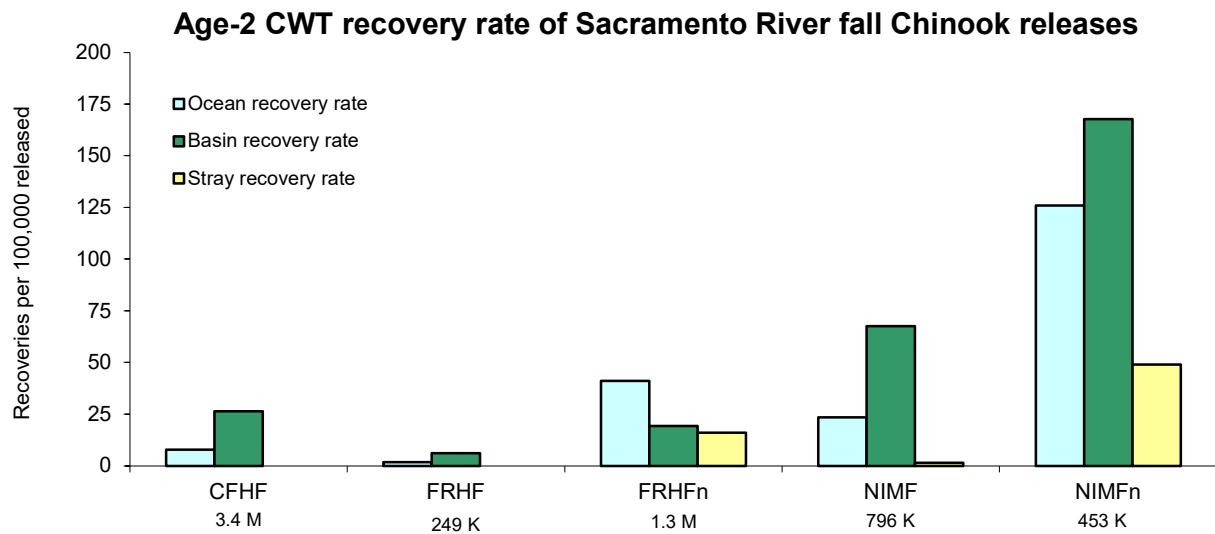 Age-2 CWT recovery rate of Sacramento River fall Chinook releases
Recoveries per 100,000 released
200
175
150
125
100
75
50
25
0
Ocean recovery rate
Basin recovery rate
Stray recovery rate
CFHF FRHF FRHFn NIMF NIMFn
3.4 M 249 K 1.3 M 796 K 453 K